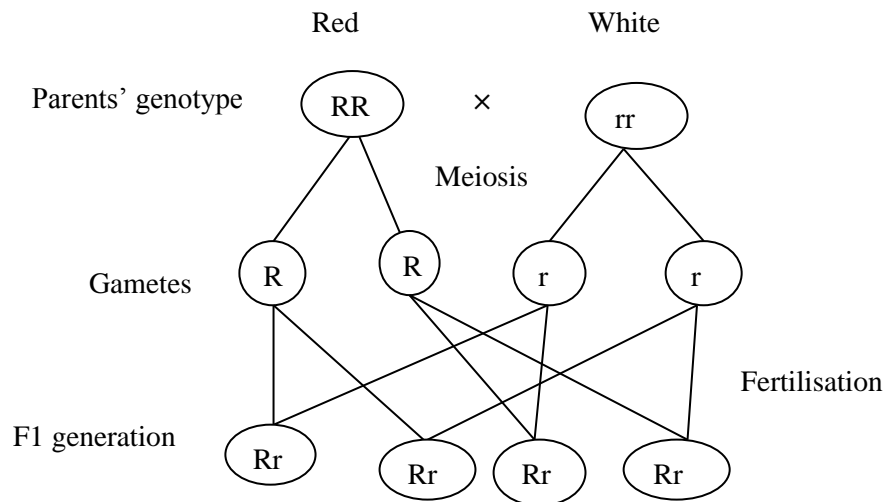 Red White
Parents’ genotype RR × rr
Meiosis
Gametes R R r r
Fertilisation
F1 generation Rr Rr Rr Rr